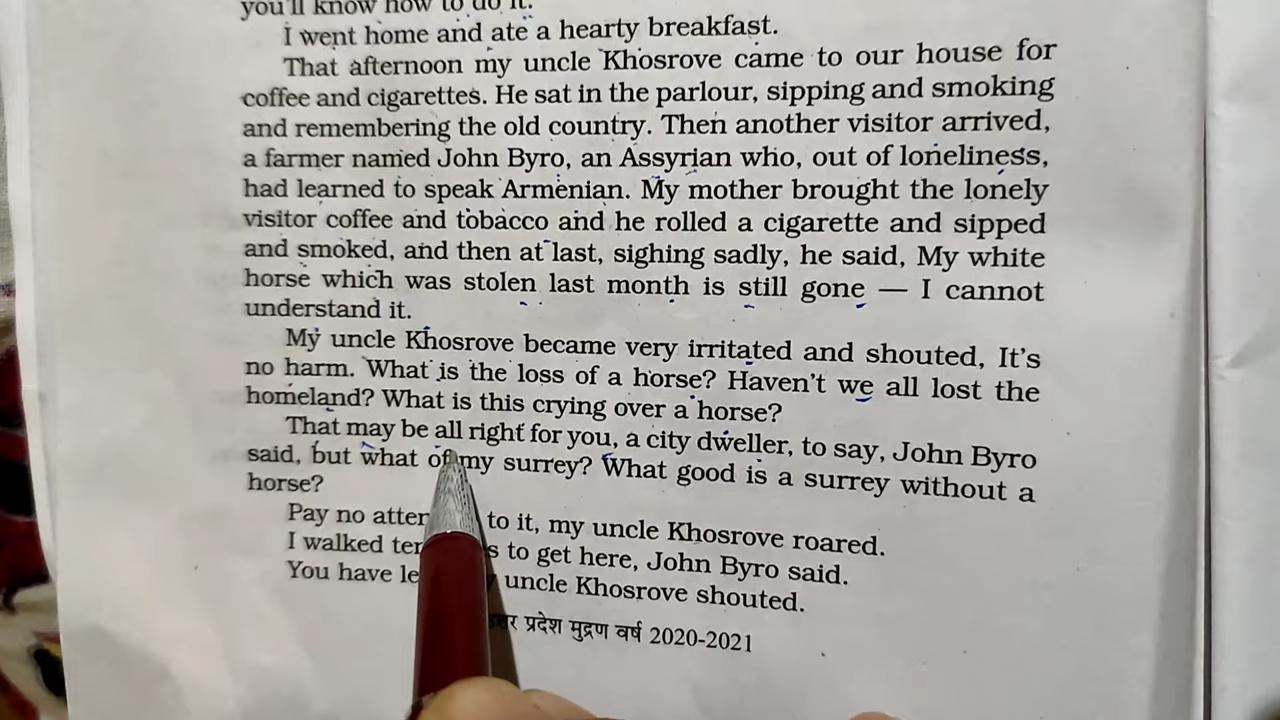 you'll know how to do it.
I went home and ate a hearty breakfast.
That afternoon my uncle Khosrove came to our house for
coffee and cigarettes. He sat in the parlour, sipping and smoking
and remembering the old country. Then another visitor arrived,
a farmer named John Byro, an Assyrian who, out of loneliness,
had learned to speak Armenian. My mother brought the lonely
visitor coffee and tobacco and he rolled a cigarette and sipped
and smoked, and then at last, sighing sadly, he said, My white
horse which was stolen last month is still gone — I cannot
understand it.
My uncle Khosrove became very irritated and shouted, It's
no harm. What is the loss of a horse? Haven't we all lost the
homeland? What is this crying over a horse?
That may be all right for you, a city dweller, to say, John Byro
said, but what of my surrey? What good is a surrey without a
horse?
Pay no to it, my uncle Khosrove roared.
I walked to get here, John Byro said.
You have uncle Khosrove shouted.
प्रदेश मुद्रण वर्ष 2020-2021